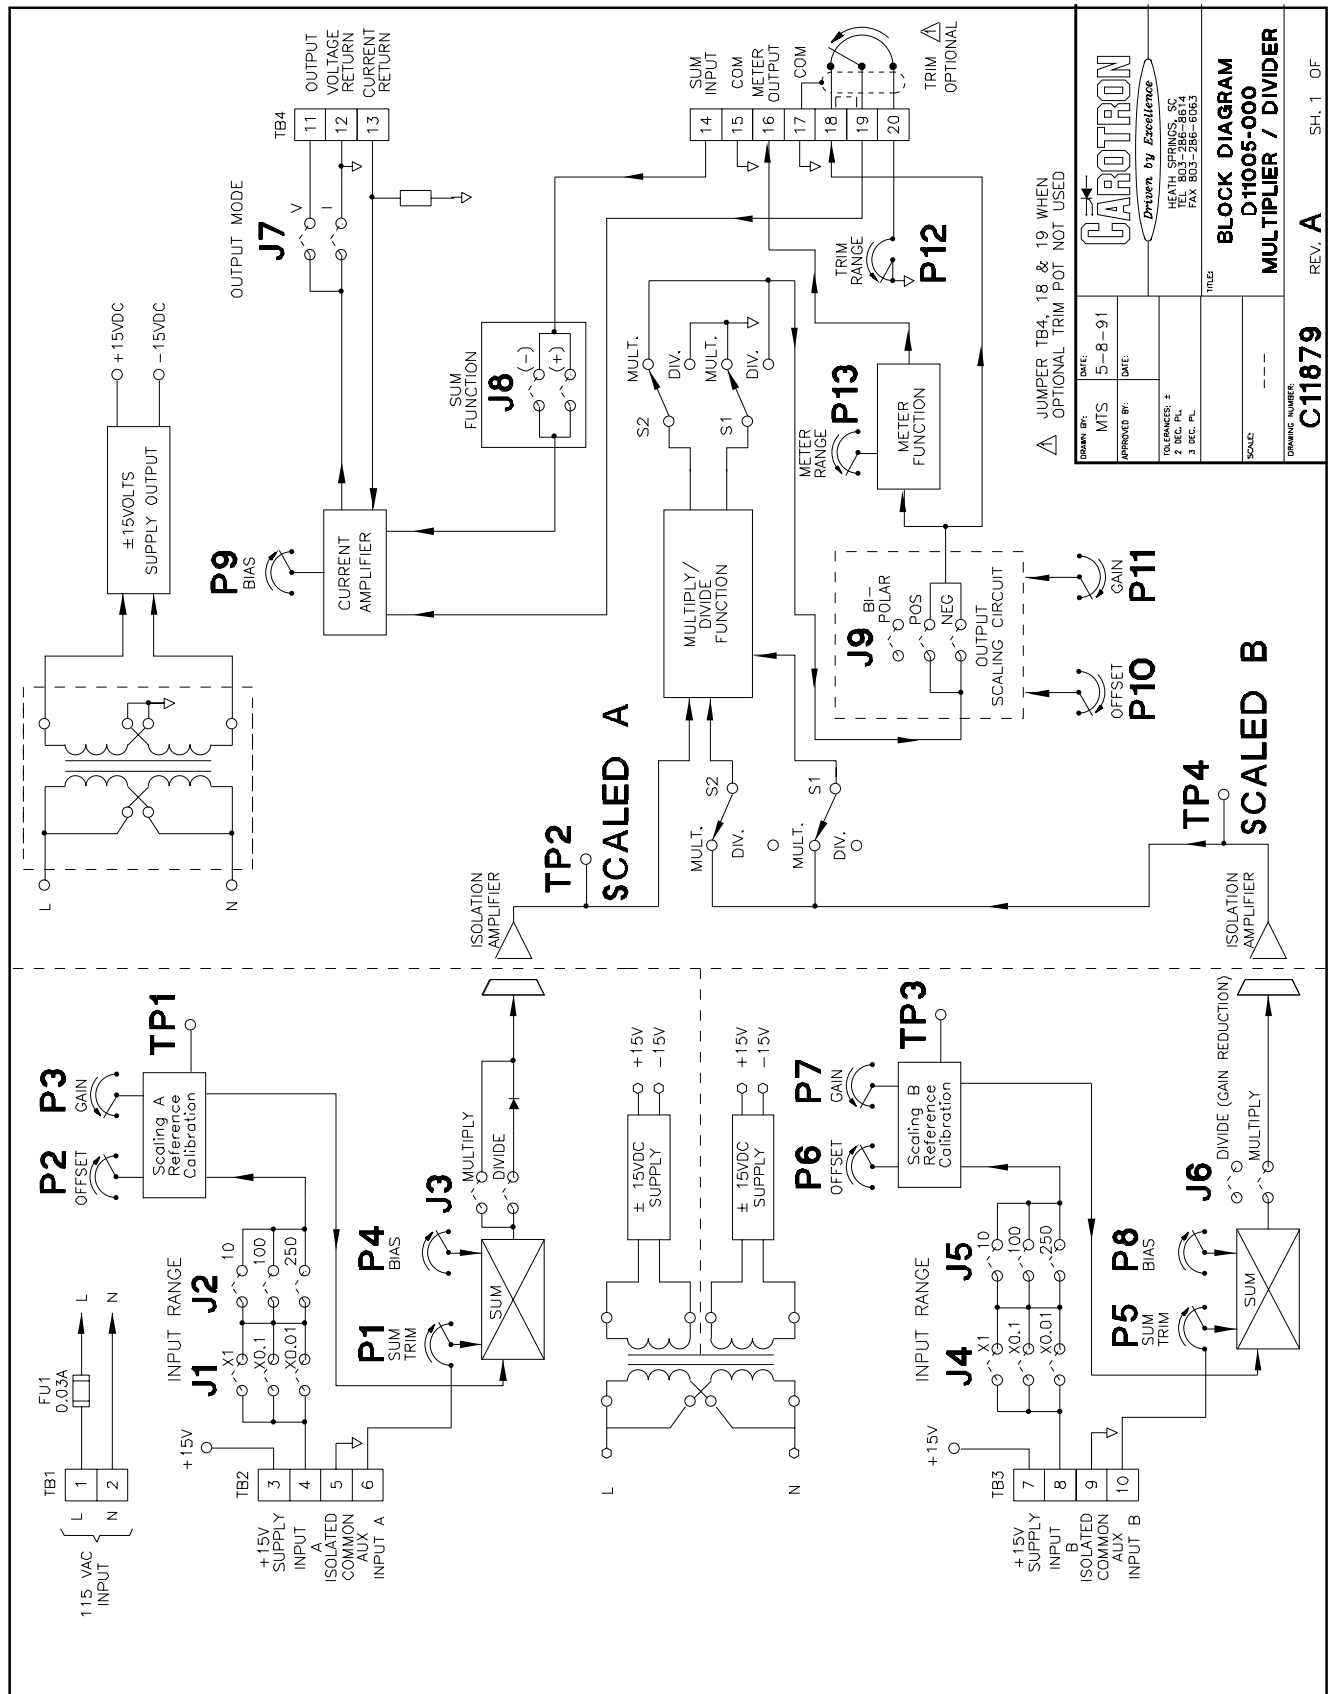 115 VAC
INPUT
L
N
TB1
1
2
FU1
0.03A
L
N
L
N
±15VOLTS
SUPPLY OUTPUT
+15VDC
-15VDC
+15V
SUPPLY
INPUT A
ISOLATED
COMMON
AUX
INPUT A
TB2
3
4
5
6
+15V
INPUT RANGE
J1
X1
X0.1
X0.01
J2
10
100
250
P2
OFFSET
P3
GAIN
Scaling A
Reference
Calibration
TP1
P1
SUM
TRIM
P4
BIAS
SUM
J3
MULTIPLY
DIVIDE
ISOLATION
AMPLIFIER
TP2
SCALED A
P9
BIAS
CURRENT
AMPLIFIER
OUTPUT MODE
J7
V
I
TB4
11
12
13
OUTPUT
VOLTAGE
RETURN
CURRENT
RETURN
SUM
FUNCTION
J8
(-)
(+)
L
N
± 15VDC
SUPPLY
+15V
-15V
± 15VDC
SUPPLY
+15V
-15V
MULT.
DIV.
S2
MULT.
DIV.
S1
MULTIPLY/
DIVIDE
FUNCTION
S2
MULT.
DIV.
S1
MULT.
DIV.
14
15
16
17
18
19
20
SUM
INPUT
COM
METER
OUTPUT
COM
TRIM
OPTIONAL
TRIM
RANGE
P12
METER
RANGE
P13
METER
FUNCTION
J9
BI-
POLAR
POS
NEG
OUTPUT
SCALING CIRCUIT
OFFSET
P10
GAIN
P11
+15V
SUPPLY
INPUT B
ISOLATED
COMMON
AUX
INPUT B
TB3
7
8
9
10
+15V
INPUT RANGE
J4
X1
X0.1
X0.01
J5
10
100
250
P6
OFFSET
P7
GAIN
Scaling B
Reference
Calibration
TP3
P5
SUM
TRIM
P8
BIAS
SUM
J6
DIVIDE (GAIN REDUCTION)
MULTIPLY
ISOLATION
AMPLIFIER
TP4
SCALED B
JUMPER TB4, 18 & 19 WHEN
OPTIONAL TRIM POT NOT USED
DRAWN BY:
MTS
DATE:
5-8-91
APPROVED BY:
DATE:
TOLERANCES: ±
2 DEC. PL.
3 DEC. PL.
SCALE:
---
CAROTRON
Driven by Excellence
HEATH SPRINGS, SC
TEL 803-286-8614
FAX 803-286-6063
TITLE:
BLOCK DIAGRAM
D11005-000
MULTIPLIER / DIVIDER
DRAWING NUMBER:
C11879
REV. A
SH. 1 OF